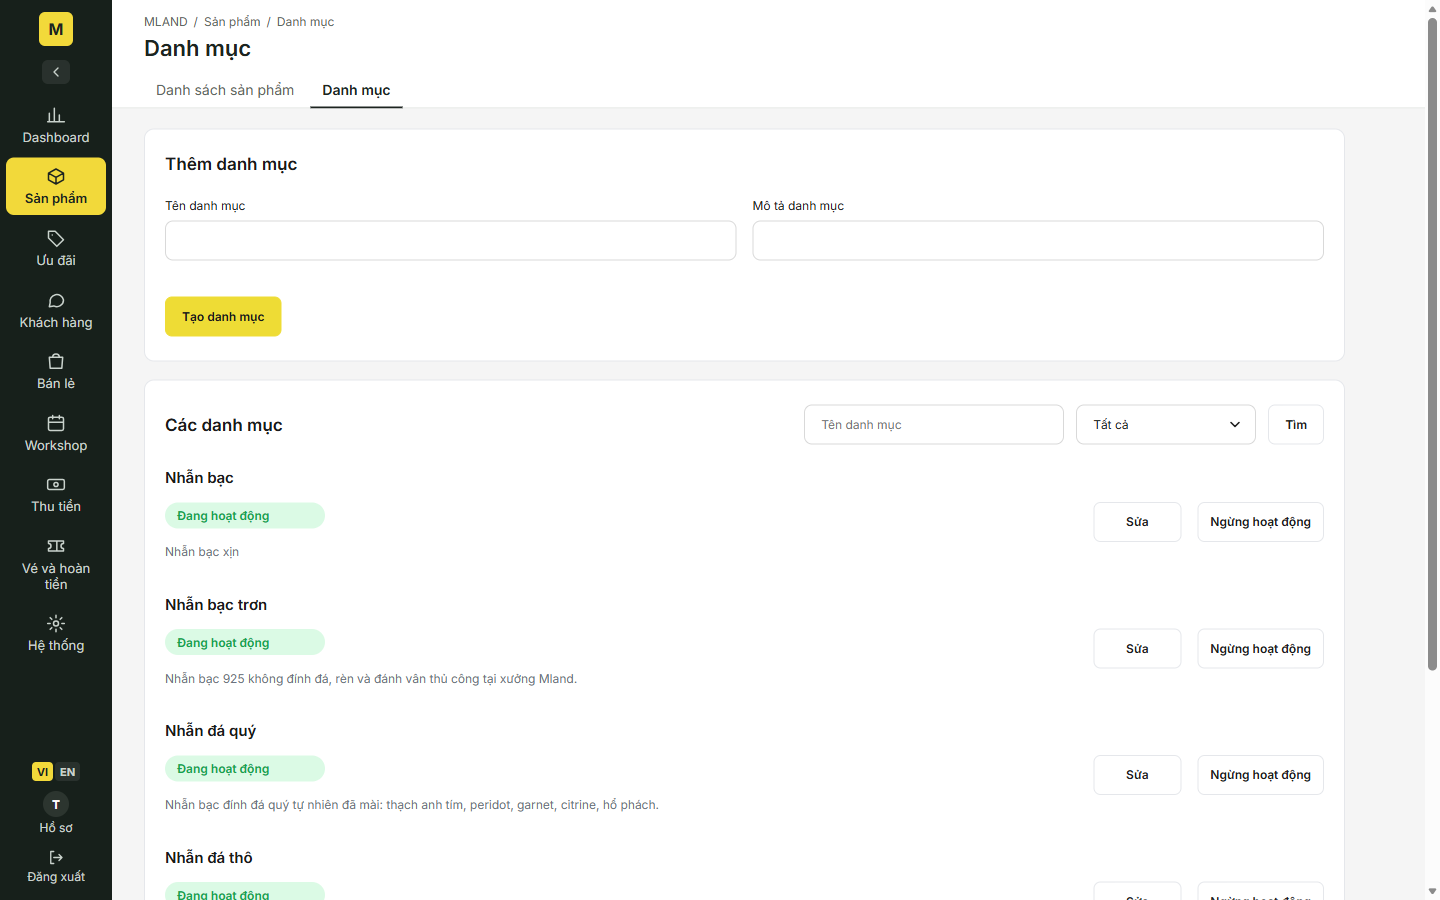 M
Dashboard
Sản phẩm
Ưu đãi
Khách hàng
Bán lẻ
Workshop
Thu tiền
Vé và hoàn
tiền
Hệ thống
VI EN
T
Hồ sơ
Đăng xuất
MLAND / Sản phẩm / Danh mục
Danh mục
Danh sách sản phẩm Danh mục
Thêm danh mục
Tên danh mục Mô tả danh mục
Tạo danh mục
Các danh mục Tên danh mục Tất cả Tìm
Nhẫn bạc
Đang hoạt động Sửa Ngừng hoạt động
Nhẫn bạc xịn
Nhẫn bạc trơn
Đang hoạt động Sửa Ngừng hoạt động
Nhẫn bạc 925 không đính đá, rèn và đánh vân thủ công tại xưởng Mland.
Nhẫn đá quý
Đang hoạt động Sửa Ngừng hoạt động
Nhẫn bạc đính đá quý tự nhiên đã mài: thạch anh tím, peridot, garnet, citrine, hổ phách.
Nhẫn đá thô
Đang hoạt động Sửa Ngừng hoạt động